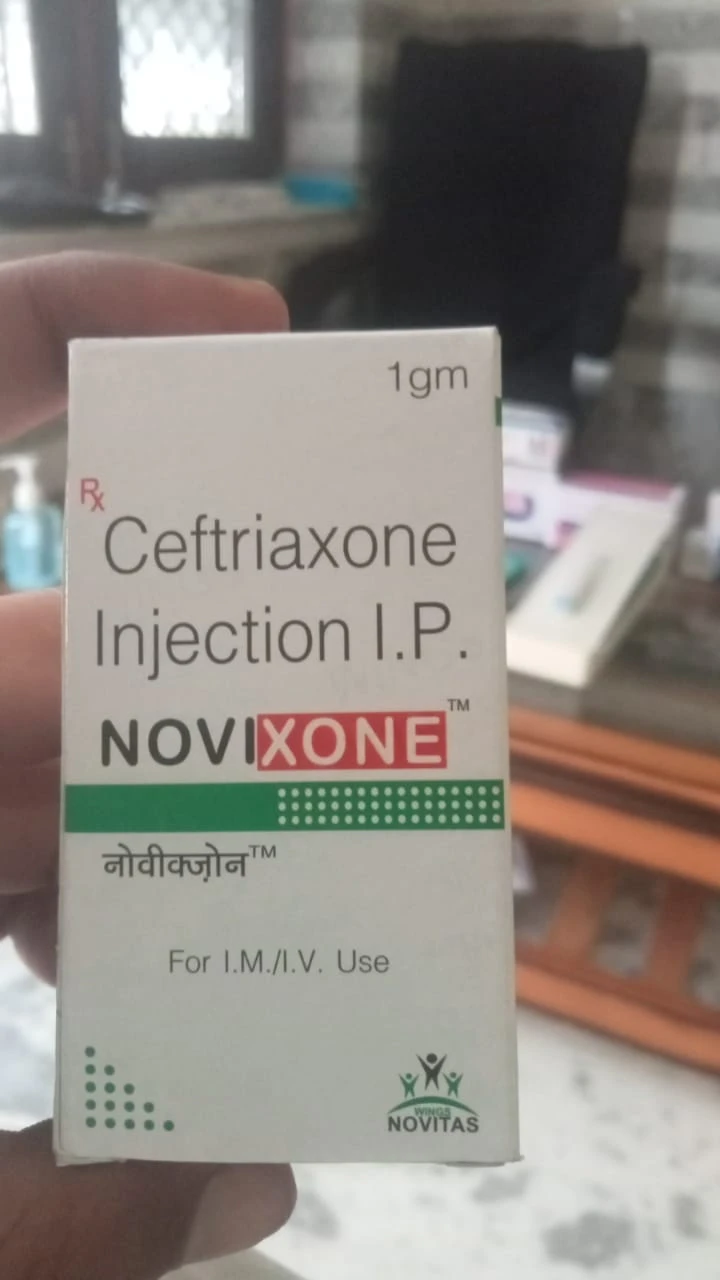 1gm
Rx
Ceftriaxone
Injection I.P.
NOVIXONE™
नोवीक्ज़ोन™
For I.M./I.V. Use
WINGS
NOVITAS